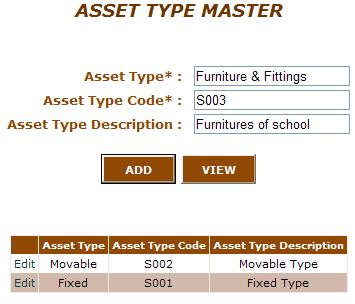 ASSET TYPE MASTER
Asset Type* : Furniture & Fittings
Asset Type Code* : S003
Asset Type Description : Furnitures of school
ADD VIEW
Asset Type Asset Type Code Asset Type Description
Edit Movable S002 Movable Type
Edit Fixed S001 Fixed Type